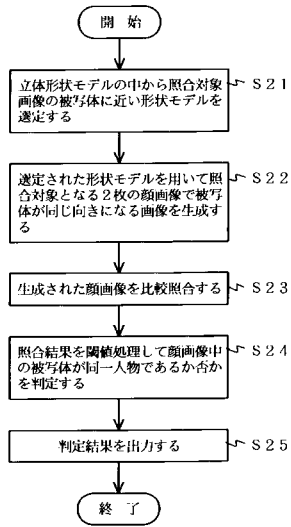 開始
立体形状モデルの中から照合対象
画像の被写体に近い形状モデルを
選定する
S21
選定された形状モデルを用いて照
合対象となる2枚の顔画像で被写
体が同じ向きになる画像を生成す
る
S22
生成された顔画像を比較照合する
S23
照合結果を閾値処理して顔画像中
の被写体が同一人物であるか否か
を判定する
S24
判定結果を出力する
S25
終了